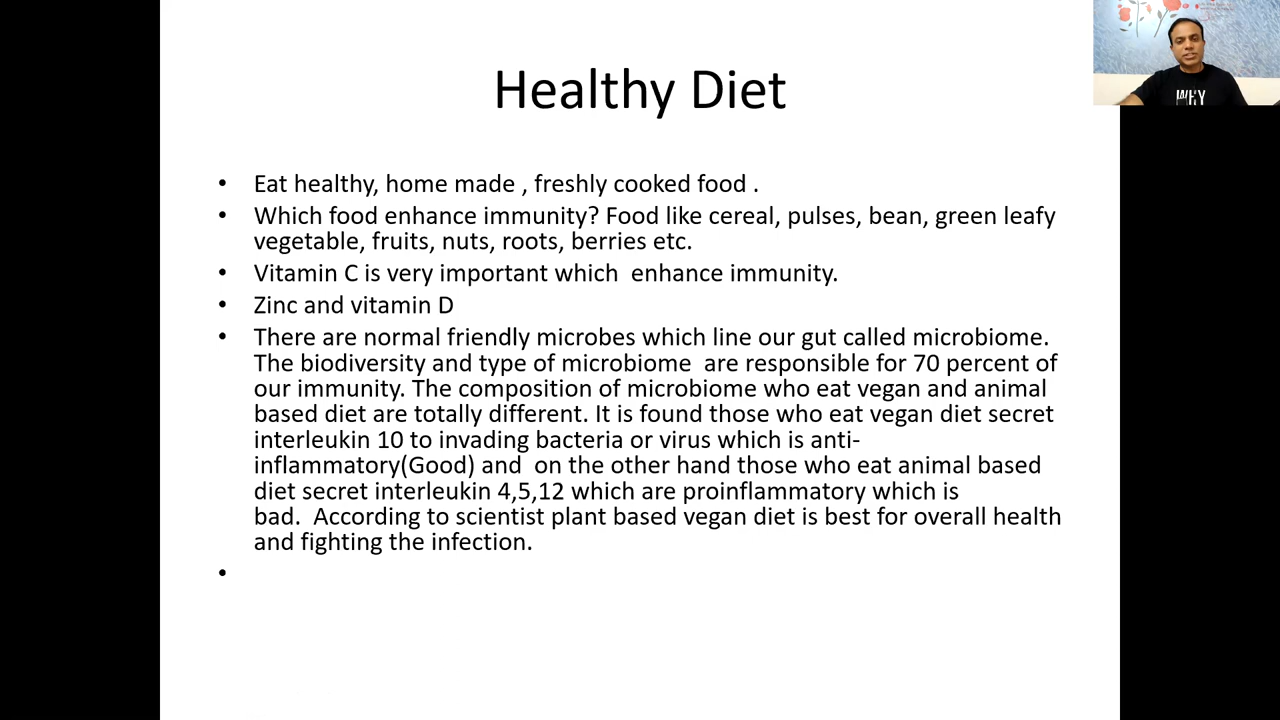 Healthy Diet
• Eat healthy, home made , freshly cooked food .
• Which food enhance immunity? Food like cereal, pulses, bean, green leafy
vegetable, fruits, nuts, roots, berries etc.
• Vitamin C is very important which  enhance immunity.
• Zinc and vitamin D
• There are normal friendly microbes which line our gut called microbiome.
The biodiversity and type of microbiome  are responsible for 70 percent of
our immunity. The composition of microbiome who eat vegan and animal
based diet are totally different. It is found those who eat vegan diet secret
interleukin 10 to invading bacteria or virus which is anti-
inflammatory(Good) and  on the other hand those who eat animal based
diet secret interleukin 4,5,12 which are proinflammatory which is
bad.  According to scientist plant based vegan diet is best for overall health
and fighting the infection.
•
WHY